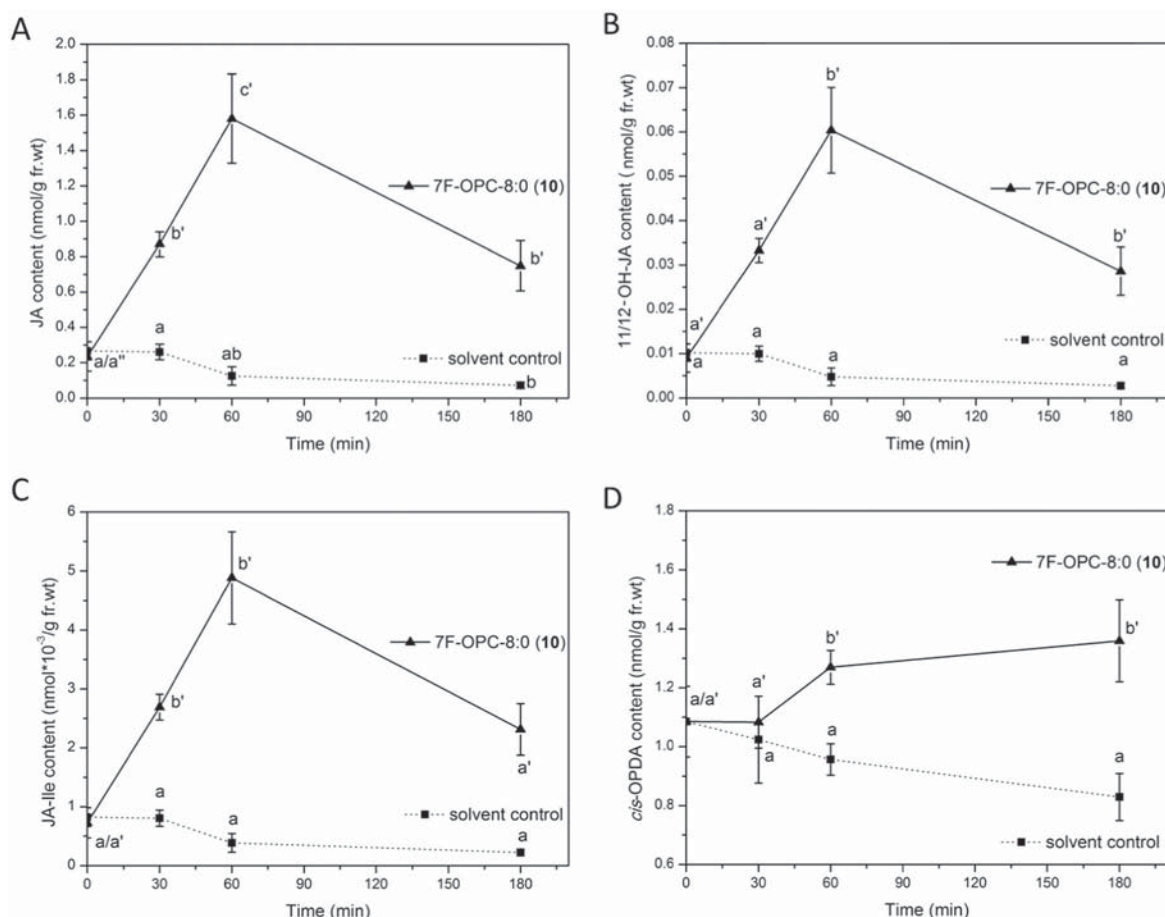 A
JA content (nmol/g fr.wt)
2.0
1.8
1.6
1.4
1.2
1.0
0.8
0.6
0.4
0.2
0.0
c'
7F-OPC-8:0 (10)
b'
b'
a
ab
solvent control
a/a"
b
0 30 60 90 120 150 180
Time (min)
B
11/12-OH-JA content ( nmol/g fr.wt)
0.08
0.07
0.06
0.05
0.04
0.03
0.02
0.01
0.00
b'
7F-OPC-8:0 (10)
a'
b'
a'
a
a
a
a
solvent control
0 30 60 90 120 150 180
Time (min)
C
JA-Ile content (nmol*10-3/g fr.wt)
6
5
4
3
2
1
0
b'
7F-OPC-8:0 (10)
b'
a'
a
a
a
solvent control
a/a'
0 30 60 90 120 150 180
Time (min)
D
cis-OPDA content (nmol/g fr.wt)
1.8
1.6
1.4
1.2
1.0
0.8
0.6
7F-OPC-8:0 (10)
b'
b'
a/a'
a'
a
a
a
solvent control
0 30 60 90 120 150 180
Time (min)